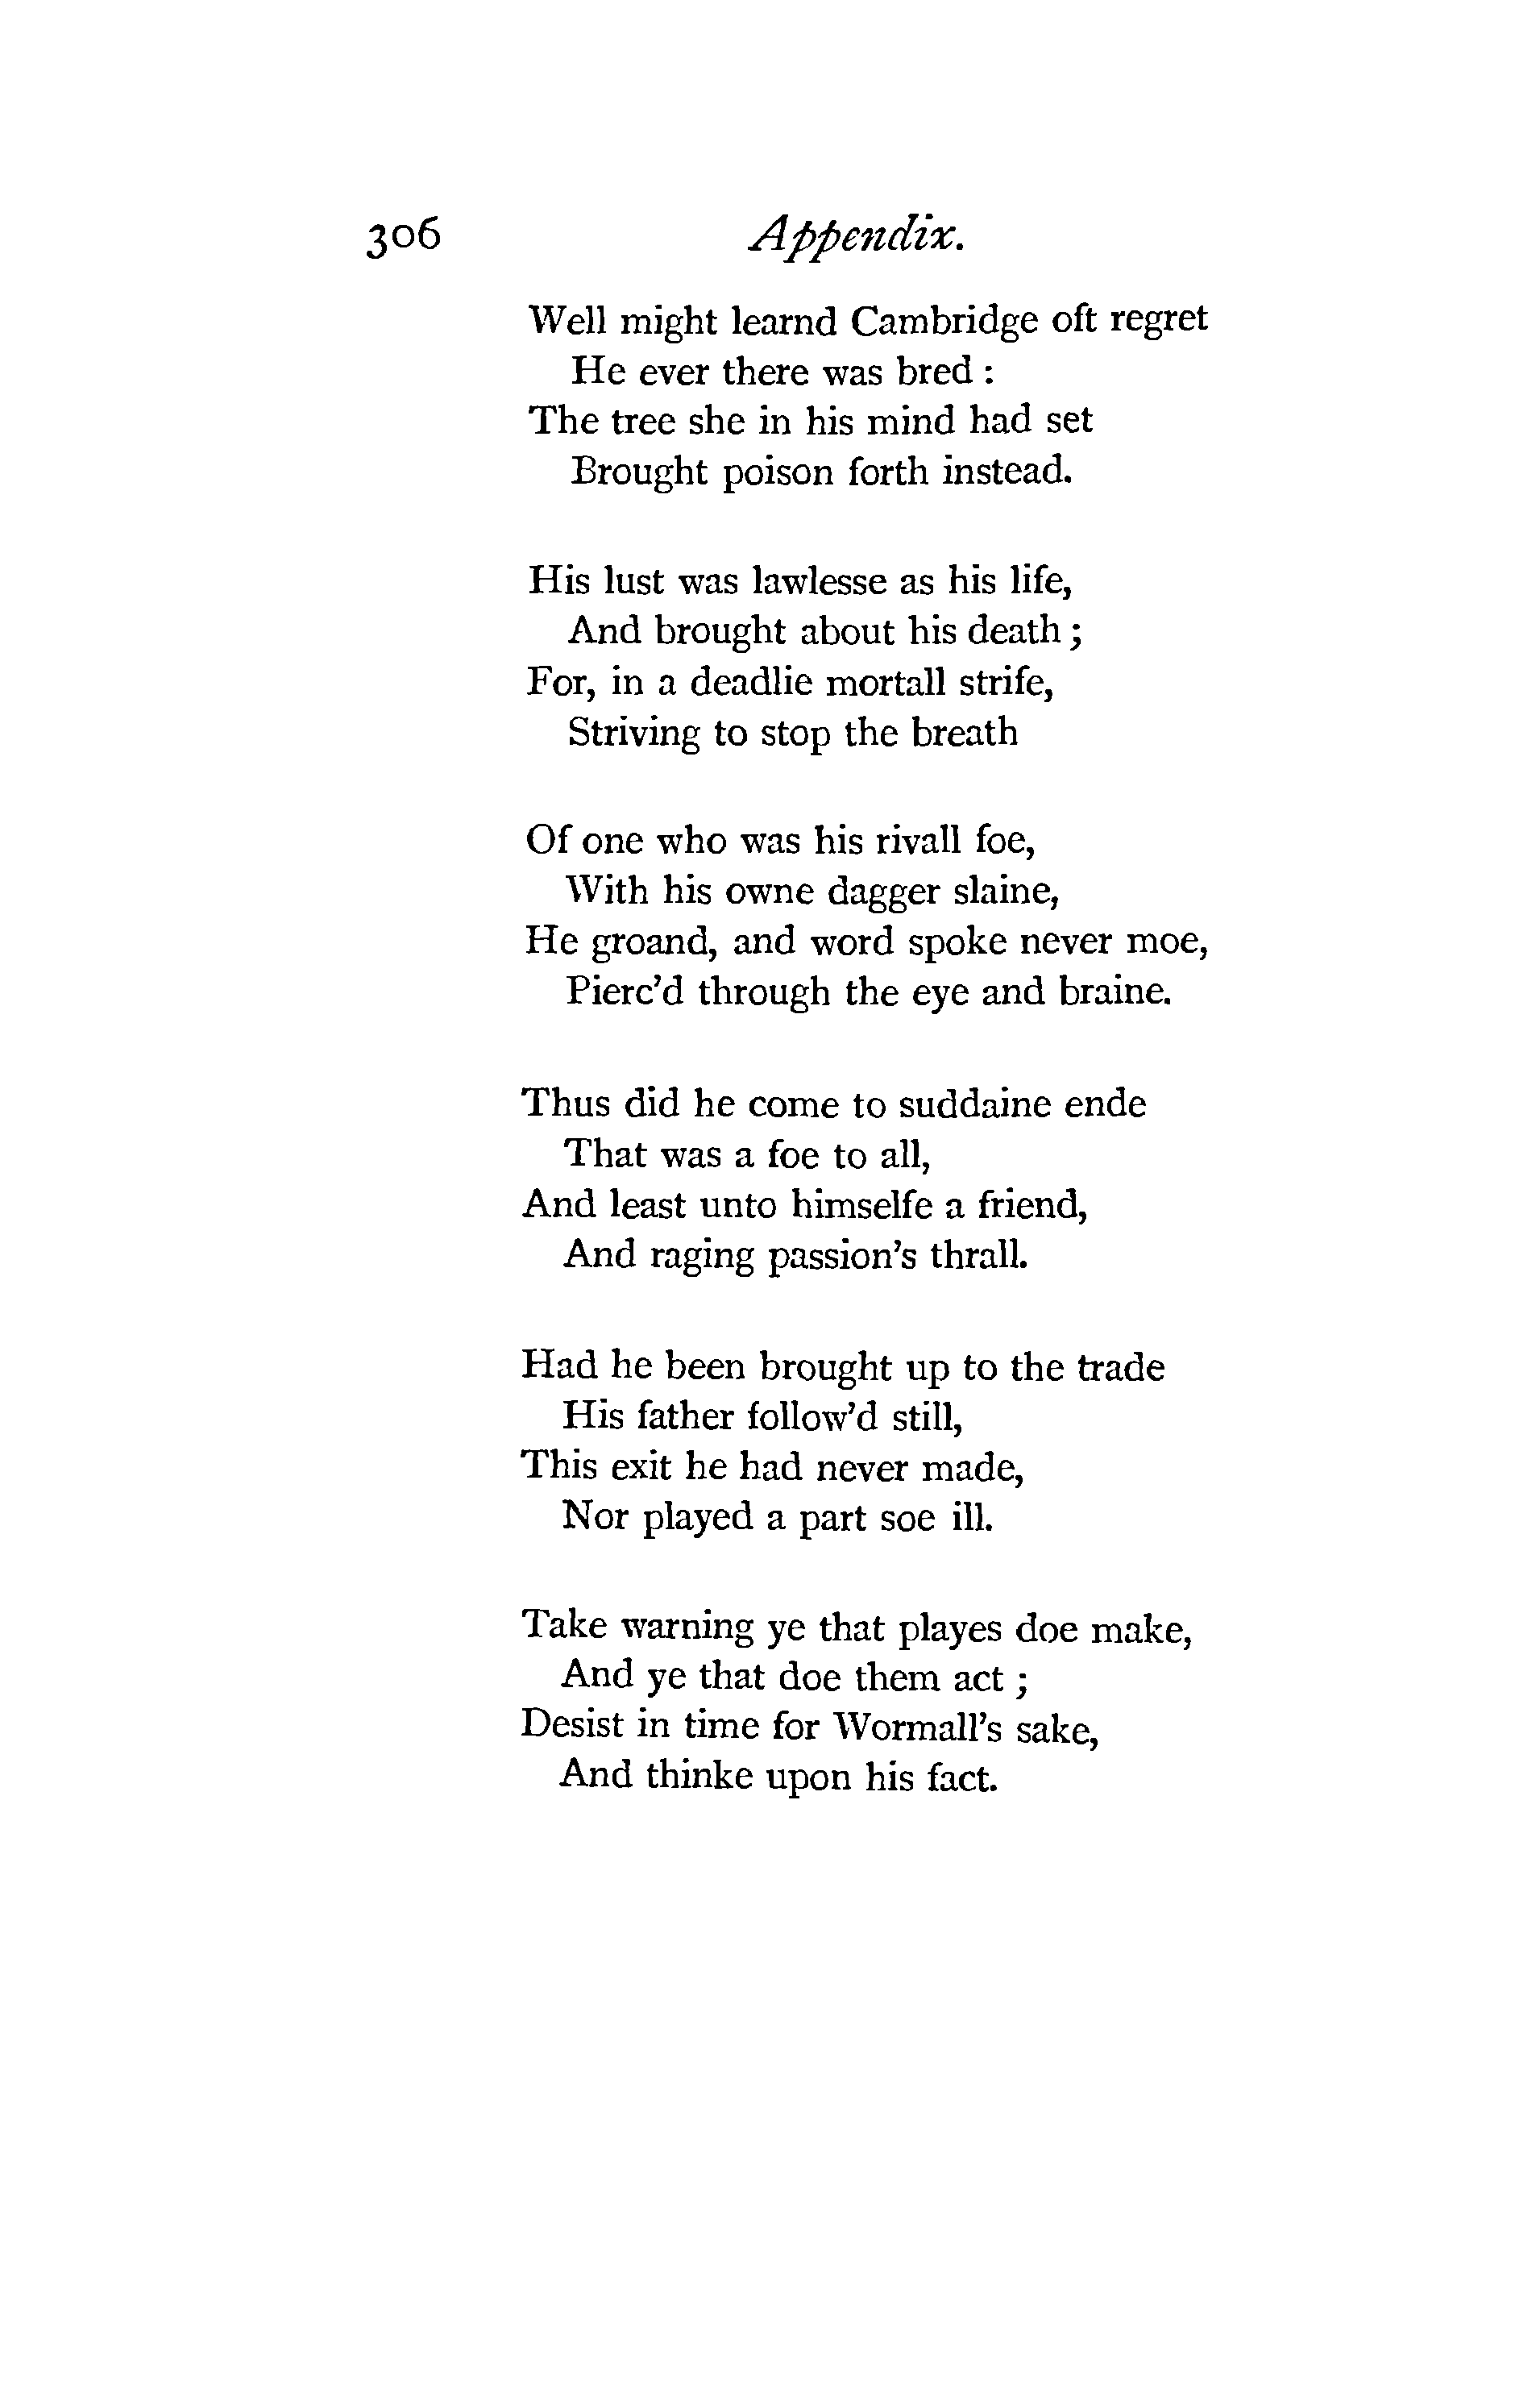 306
Appendix.
Well might learnd Cambridge oft regret
He ever there was bred :
The tree she in his mind had set
Brought poison forth instead.
His lust was lawlesse as his life,
And brought about his death ;
For, in a deadlie mortall strife,
Striving to stop the breath
Of one who was his rivall foe,
With his owne dagger slaine,
He groand, and word spoke never moe,
Pierc'd through the eye and braine.
Thus did he come to suddaine ende
That was a foe to all,
And least unto himselfe a friend,
And raging passion's thrall.
Had he been brought up to the trade
His father follow'd still,
This exit he had never made,
Nor played a part soe ill.
Take warning ye that playes doe make,
And ye that doe them act ;
Desist in time for Wormall's sake,
And thinke upon his fact.